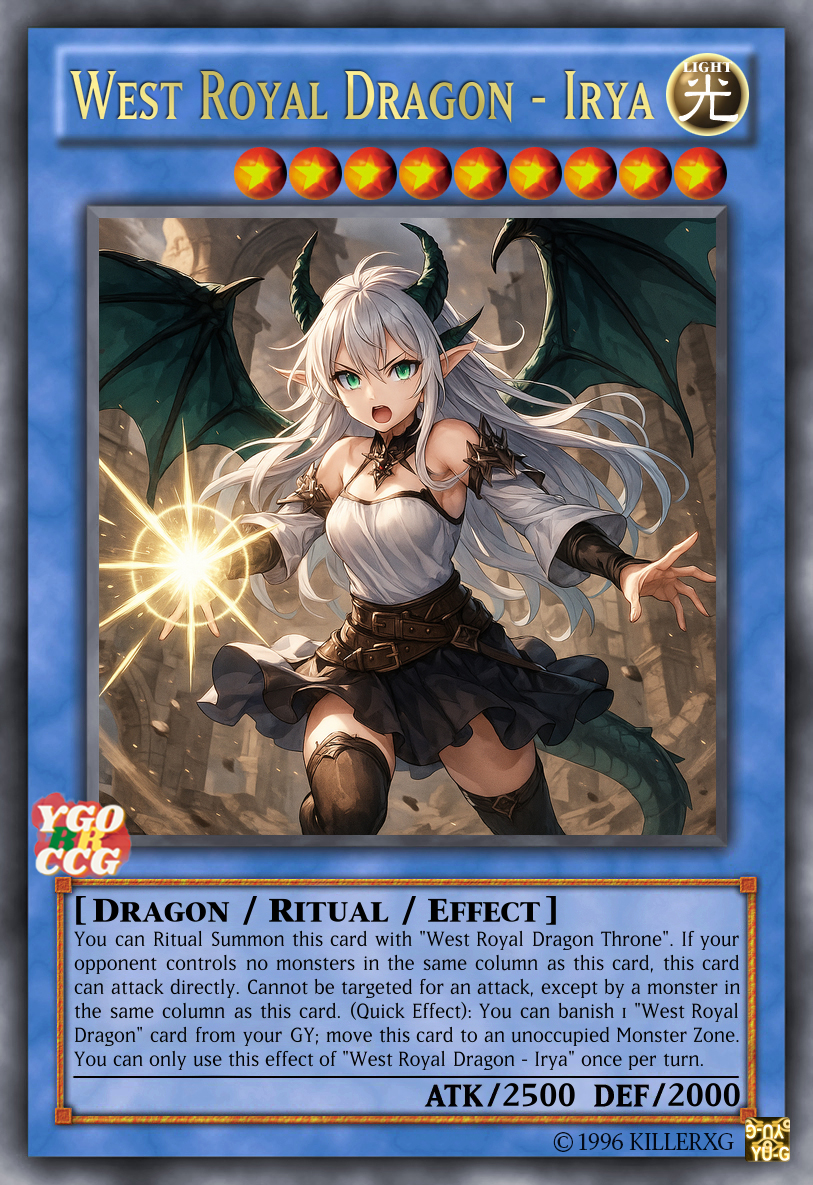 West Royal Dragon - Irya
LIGHT
光
YGO
RR
CCG
[ Dragon / Ritual / Effect ]
You can Ritual Summon this card with "West Royal Dragon Throne". If your
opponent controls no monsters in the same column as this card, this card
can attack directly. Cannot be targeted for an attack, except by a monster in
the same column as this card. (Quick Effect): You can banish 1 "West Royal
Dragon" card from your GY; move this card to an unoccupied Monster Zone.
You can only use this effect of "West Royal Dragon - Irya" once per turn.
ATK/2500 DEF/2000
© 1996 KILLERXG